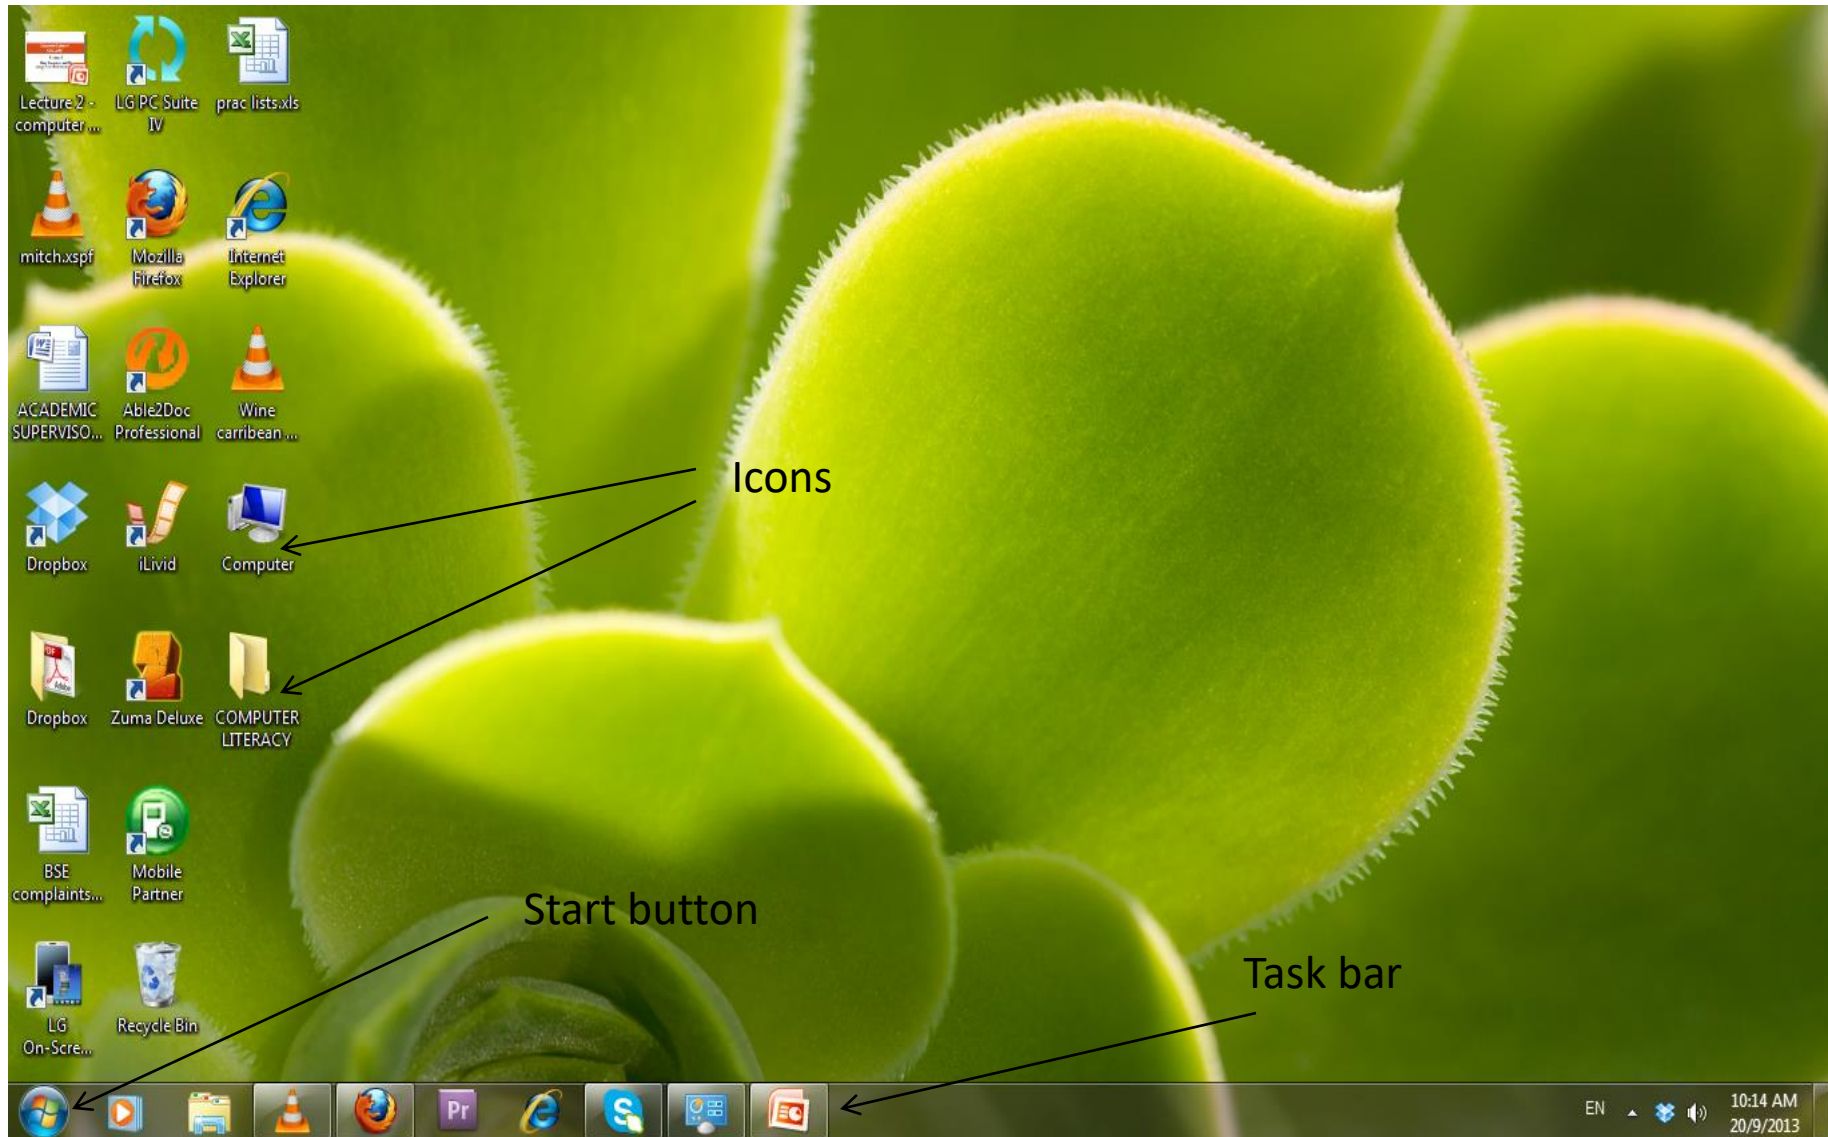 Lecture 2 -
computer ...
LG PC Suite
IV
prac lists.xls
mitch.xspf
Mozilla
Firefox
Internet
Explorer
ACADEMIC
SUPERVISO...
Able2Doc
Professional
Wine
carribean ...
Icons
Dropbox
iLivid
Computer
Dropbox
Zuma Deluxe
COMPUTER
LITERACY
BSE
complaints...
Mobile
Partner
Start button
Task bar
LG
On-Scre...
Recycle Bin
Pr
EN
10:14 AM
20/9/2013